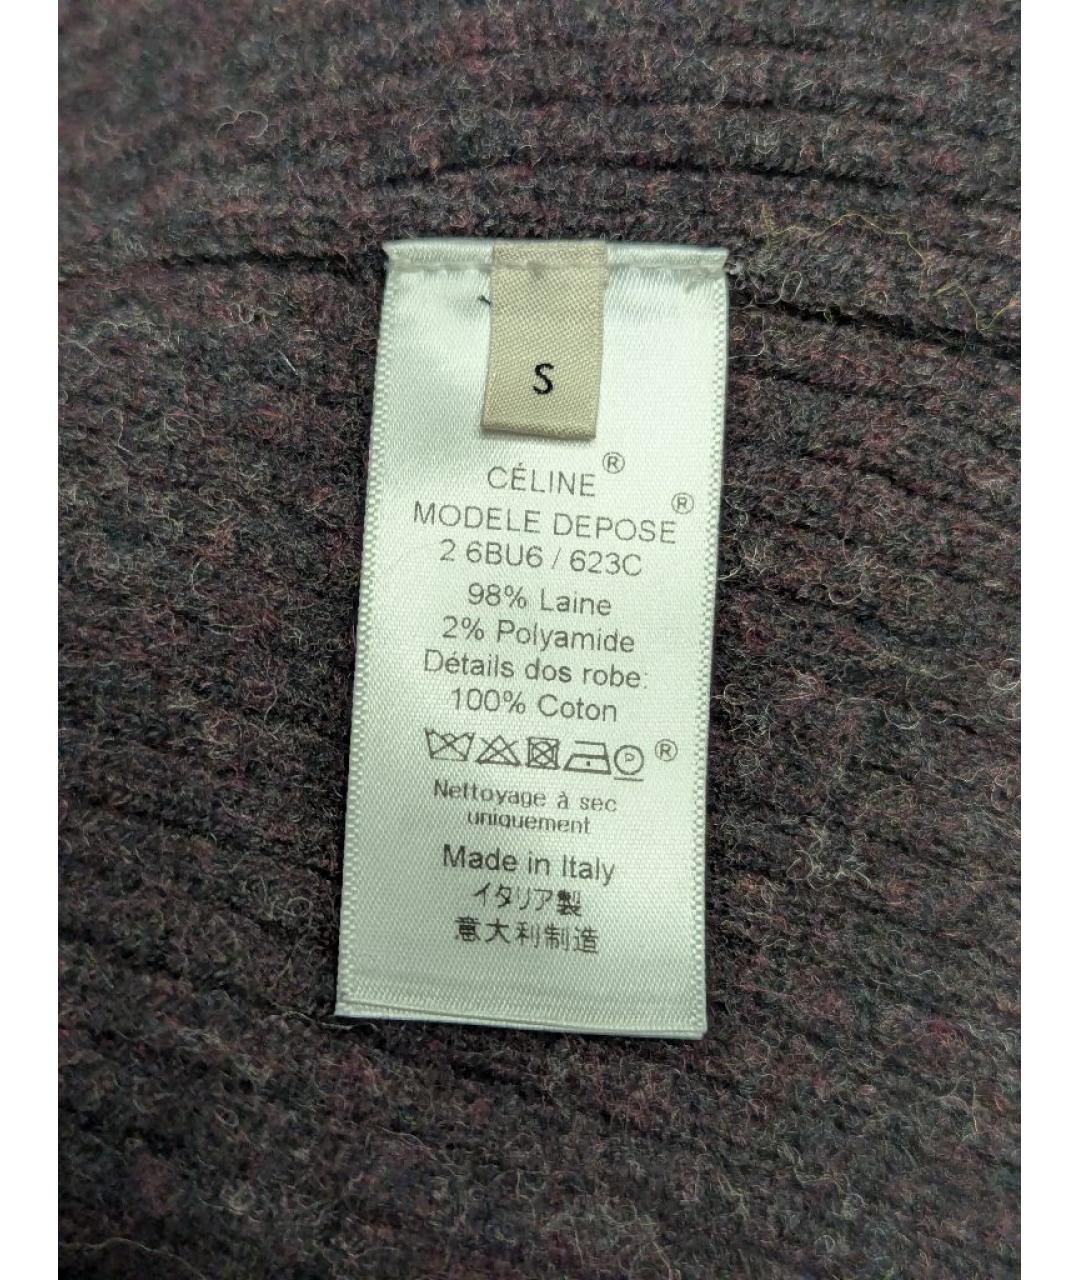 S
CÉLINE®
MODELE DEPOSE®
2 6BU6 / 623C
98% Laine
2% Polyamide
Détails dos robe:
100% Coton
P ®
Nettoyage à sec
uniquement
Made in Italy
イタリア製
意大利制造